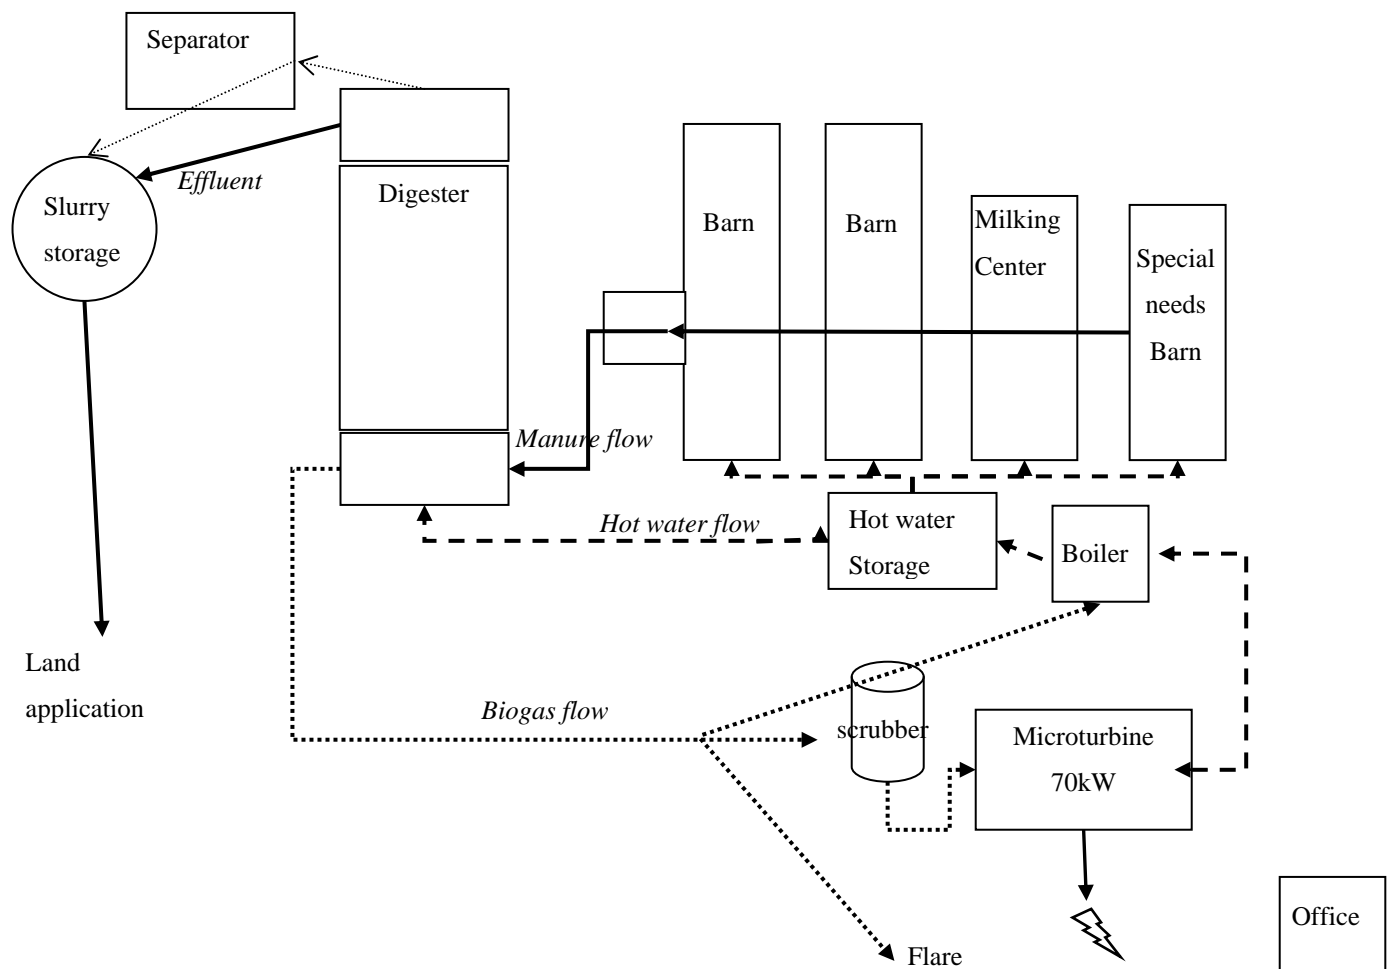 Separator
Effluent
Slurry
storage
Digester
Barn
Barn
Milking
Center
Special
needs
Barn
Manure flow
Hot water flow
Hot water
Storage
Boiler
Land
application
Biogas flow
scrubber
Microturbine
70kW
Office
Flare